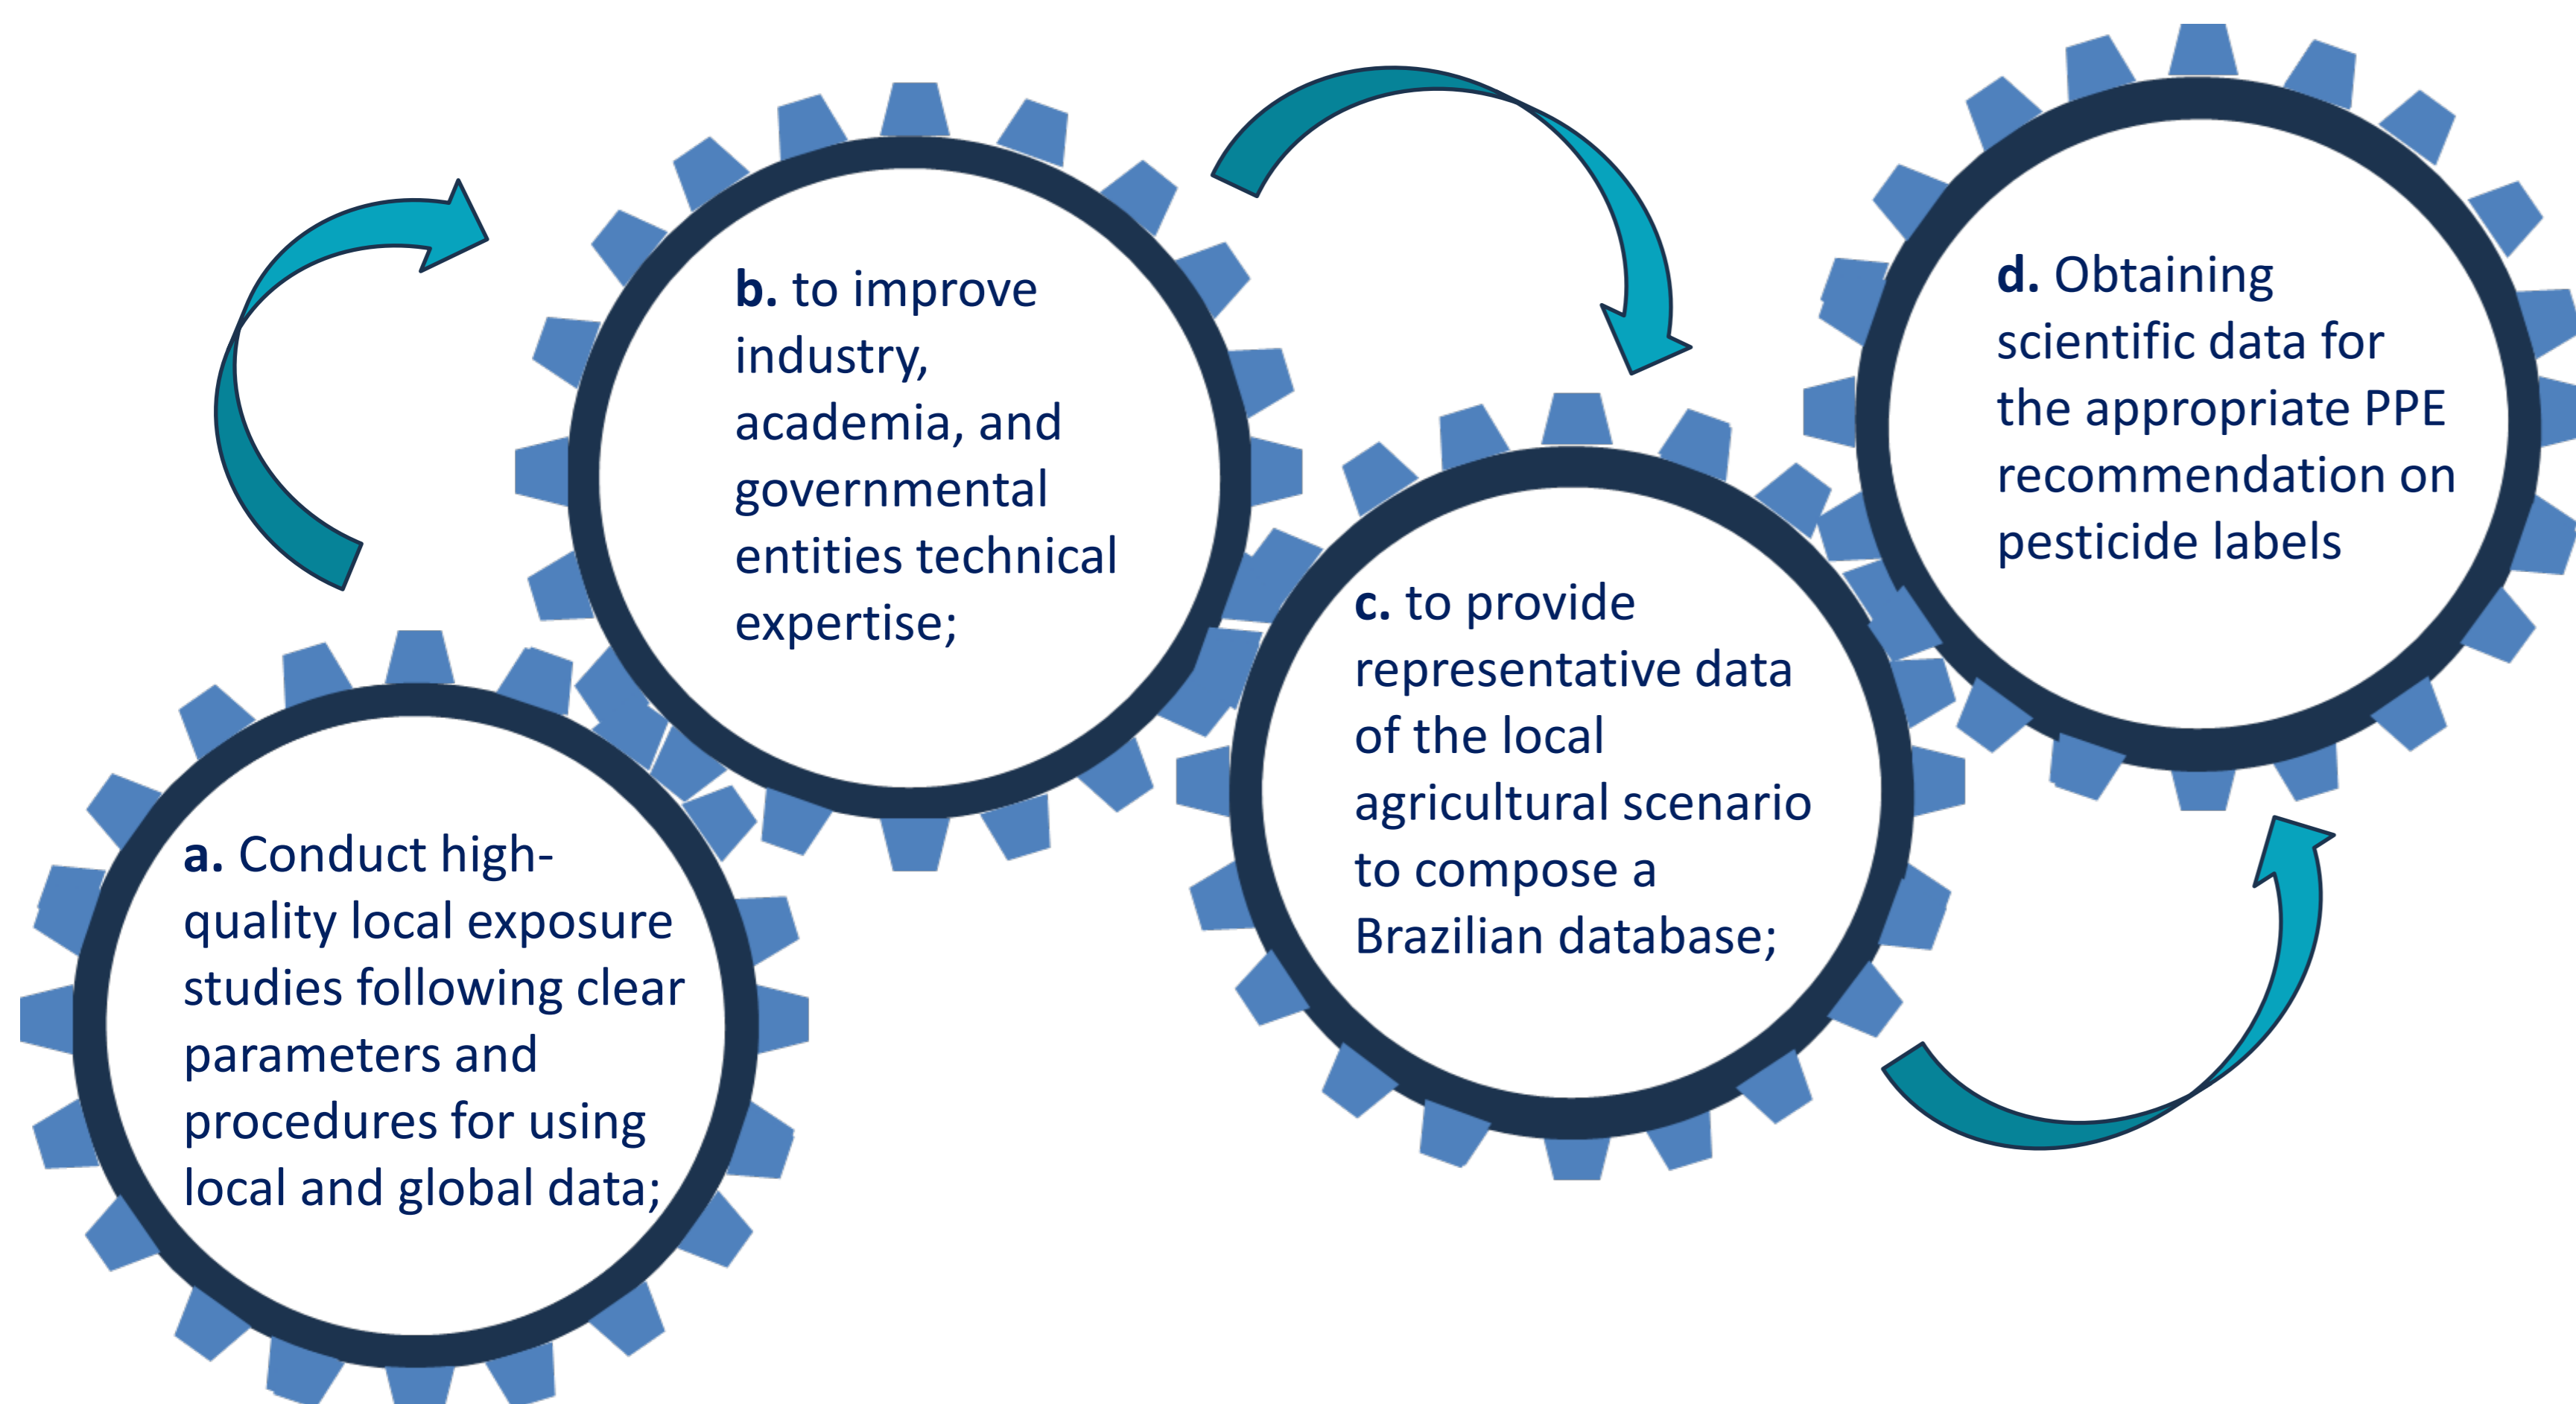 a. Conduct high-
quality local exposure
studies following clear
parameters and
procedures for using
local and global data;
b. to improve
industry,
academia, and
governmental
entities technical
expertise;
c. to provide
representative data
of the local
agricultural scenario
to compose a
Brazilian database;
d. Obtaining
scientific data for
the appropriate PPE
recommendation on
pesticide labels